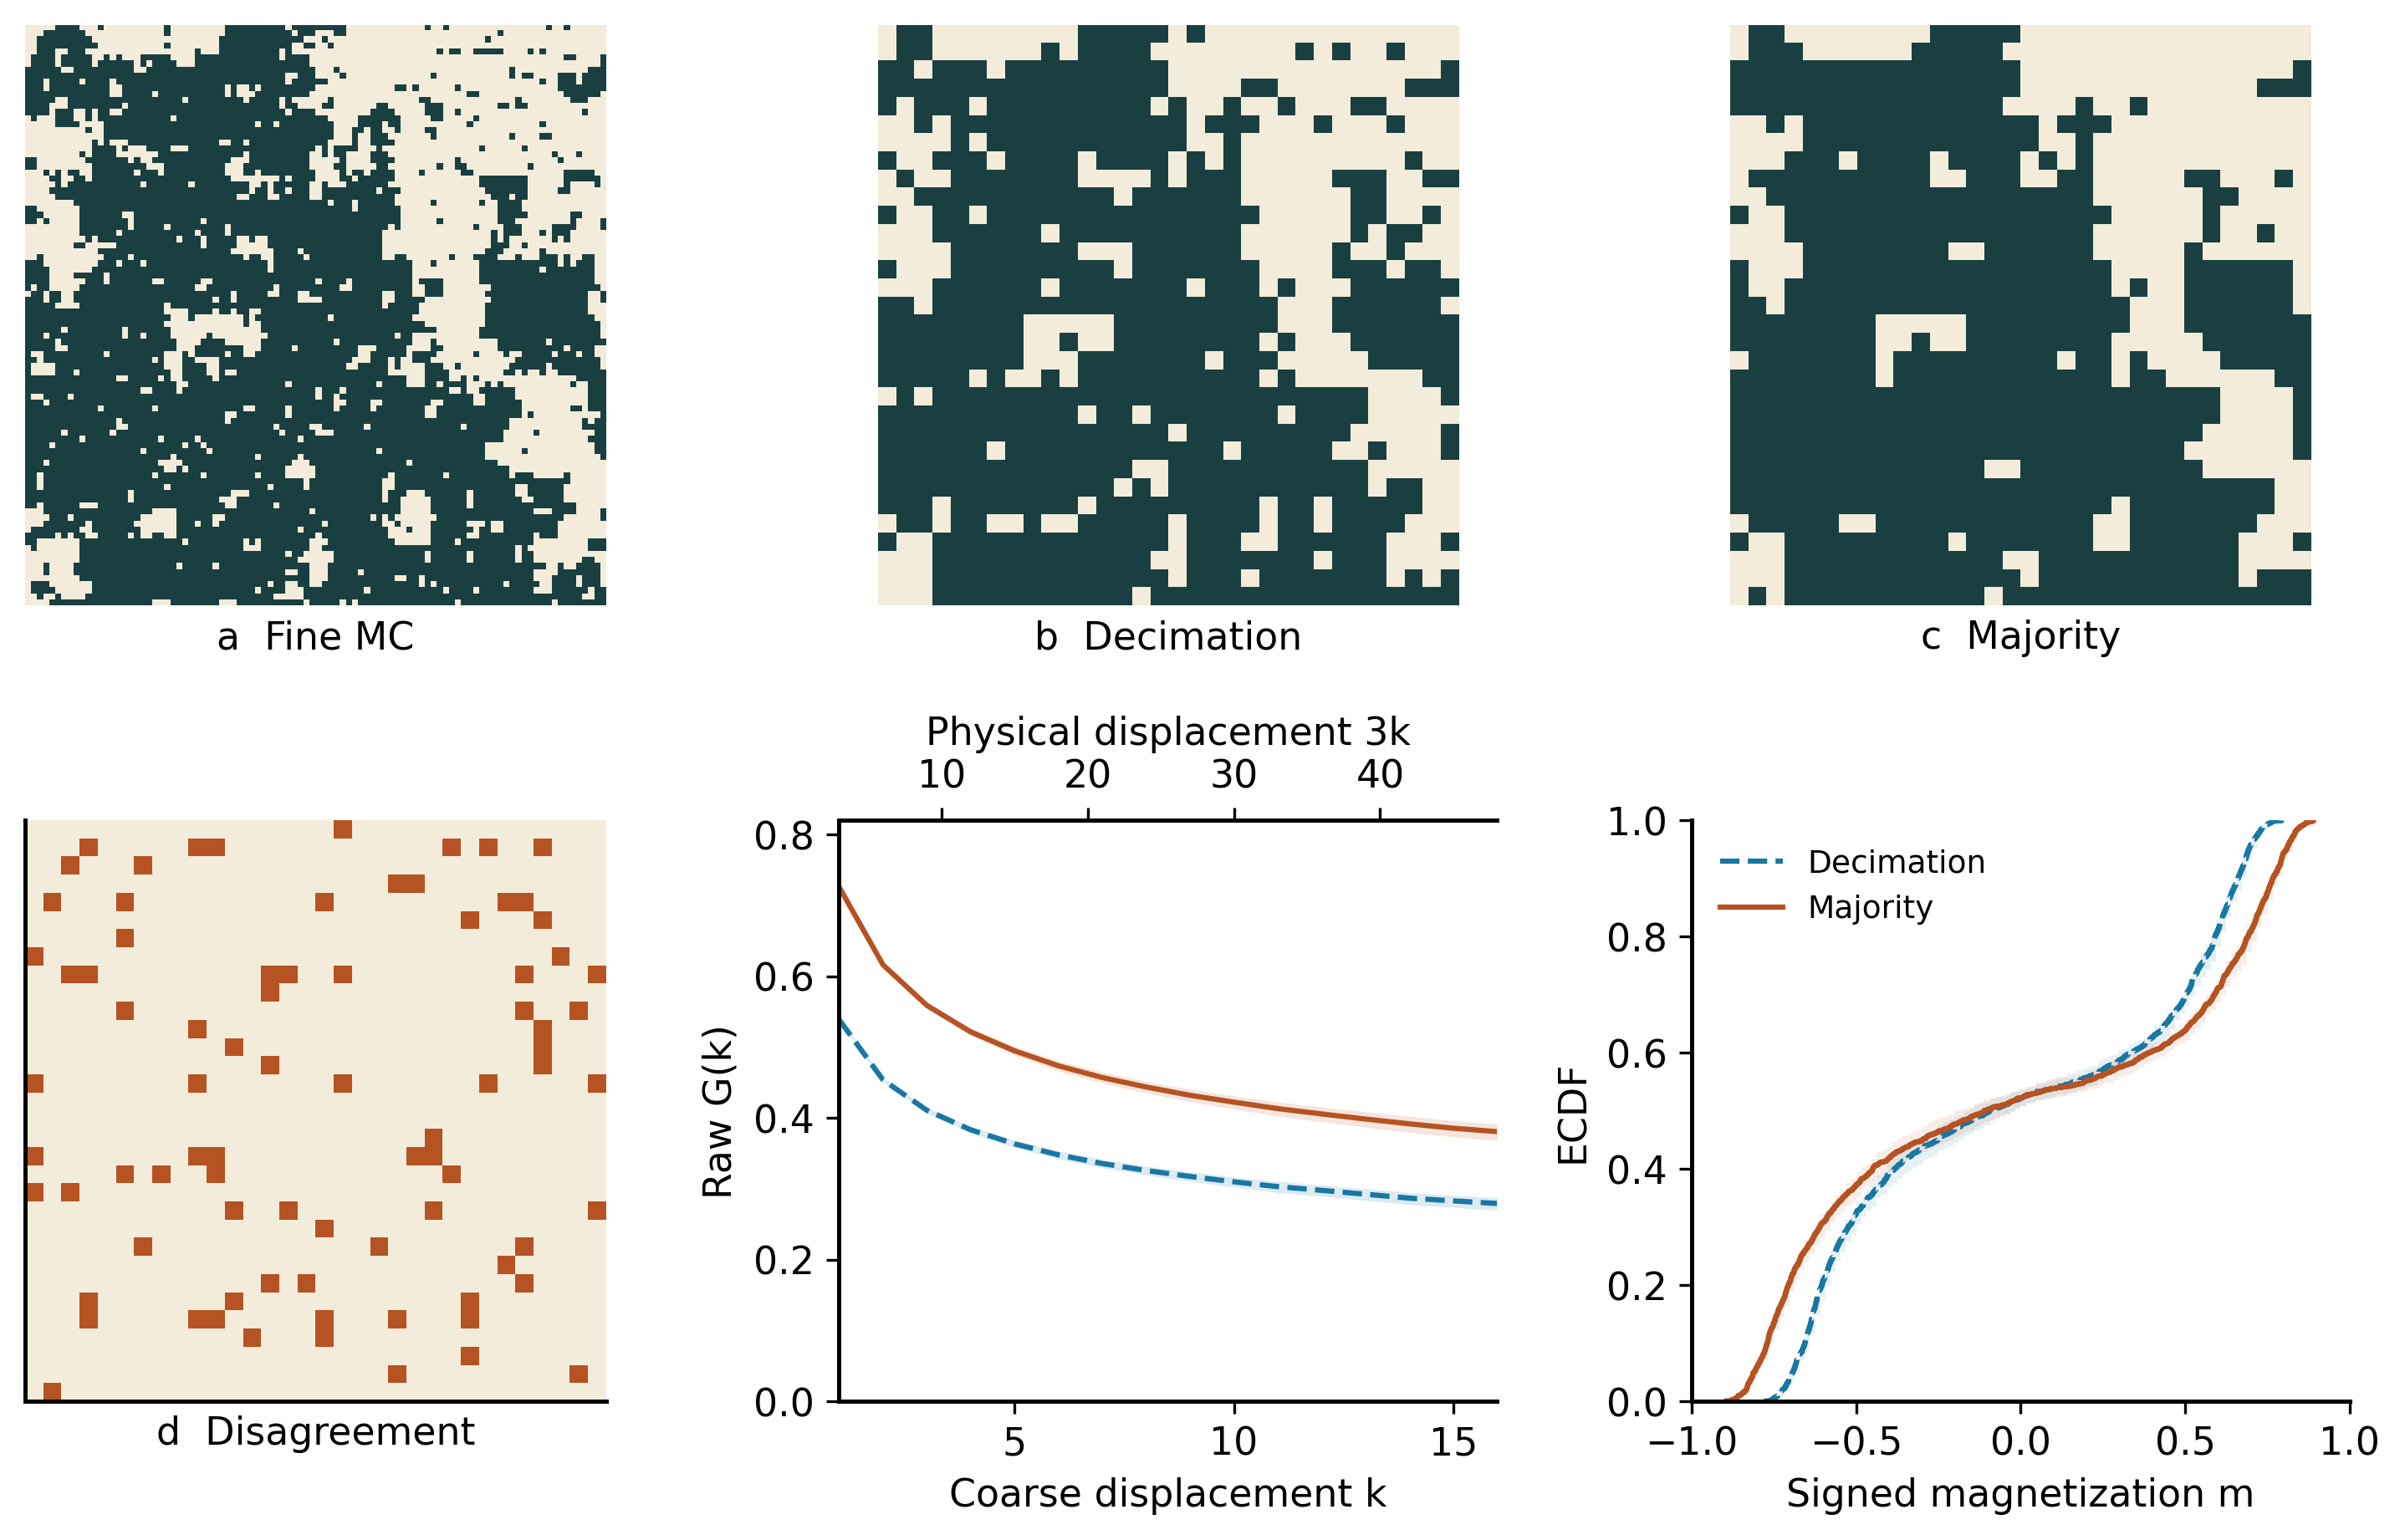 a  Fine MC
b  Decimation
c  Majority
d  Disagreement
Physical displacement 3k
10 20 30 40
0.8
0.6
0.4
0.2
0.0
Raw G(k)
5 10 15
Coarse displacement k
1.0
0.8
0.6
0.4
0.2
0.0
ECDF
Decimation
Majority
−1.0 −0.5 0.0 0.5 1.0
Signed magnetization m